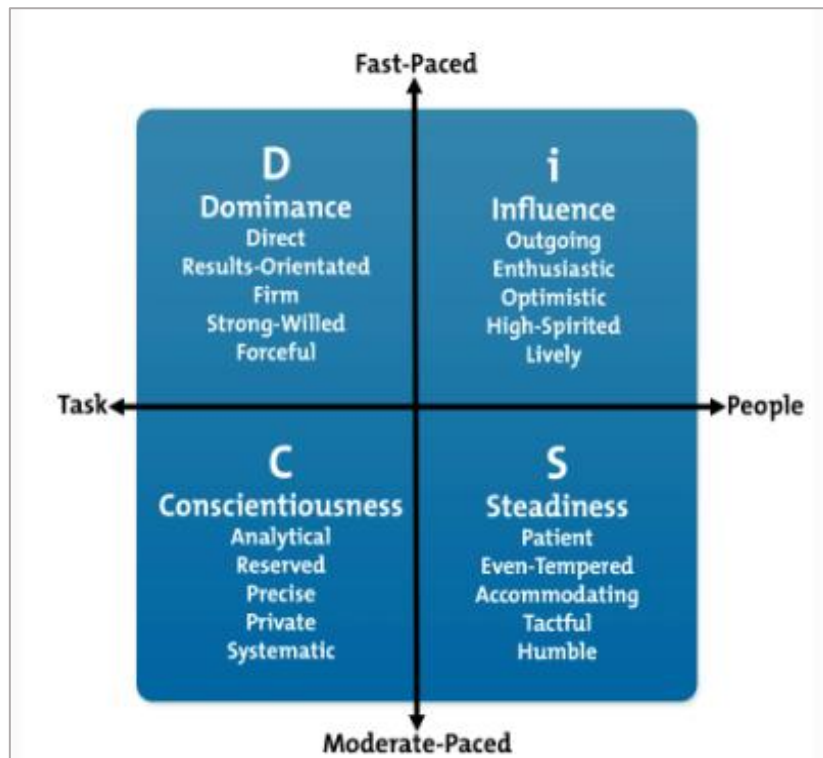 Fast-Paced
D
Dominance
Direct
Results-Orientated
Firm
Strong-Willed
Forceful
i
Influence
Outgoing
Enthusiastic
Optimistic
High-Spirited
Lively
Task
People
C
Conscientiousness
Analytical
Reserved
Precise
Private
Systematic
S
Steadiness
Patient
Even-Tempered
Accommodating
Tactful
Humble
Moderate-Paced